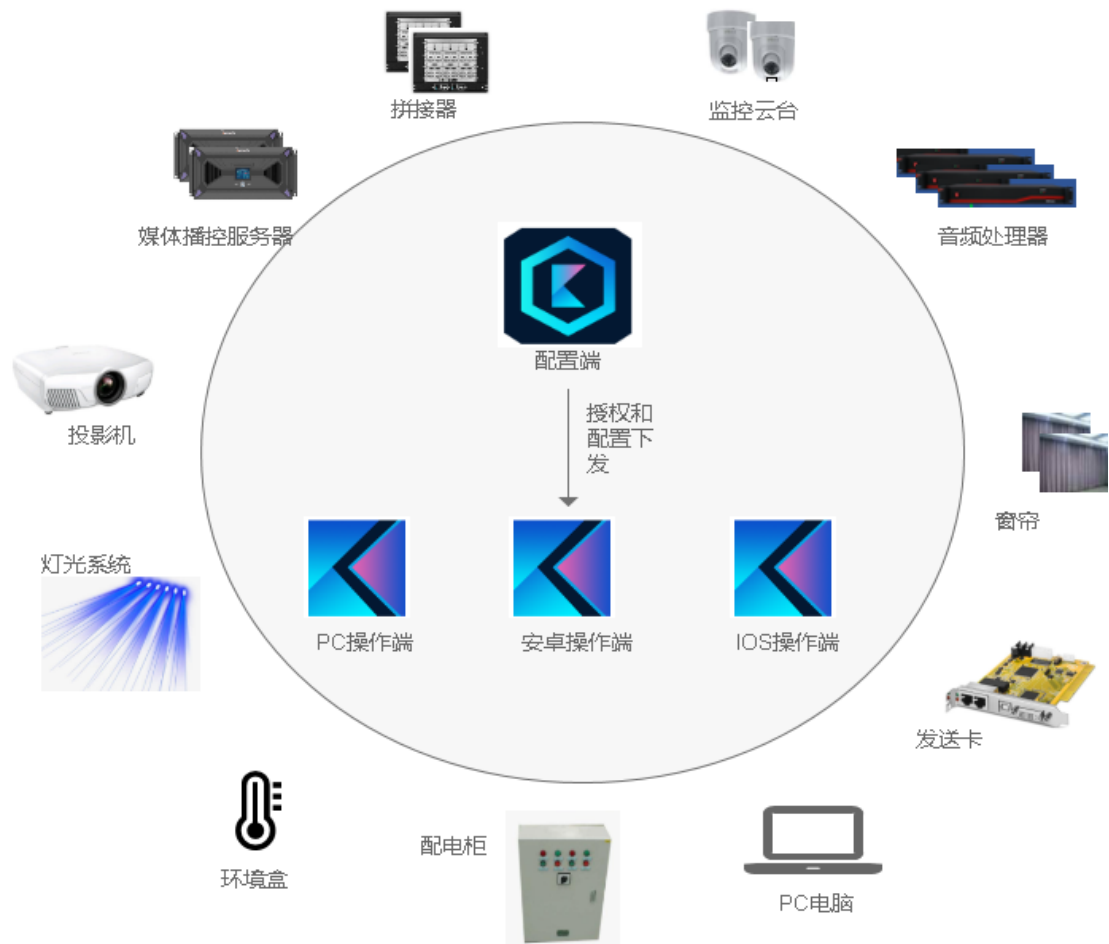 拼接器
监控云台
媒体播控服务器
音频处理器
配置端
授权和
配置下
发
投影机
窗帘
灯光系统
PC操作端
安卓操作端
IOS操作端
发送卡
配电柜
环境盒
PC电脑